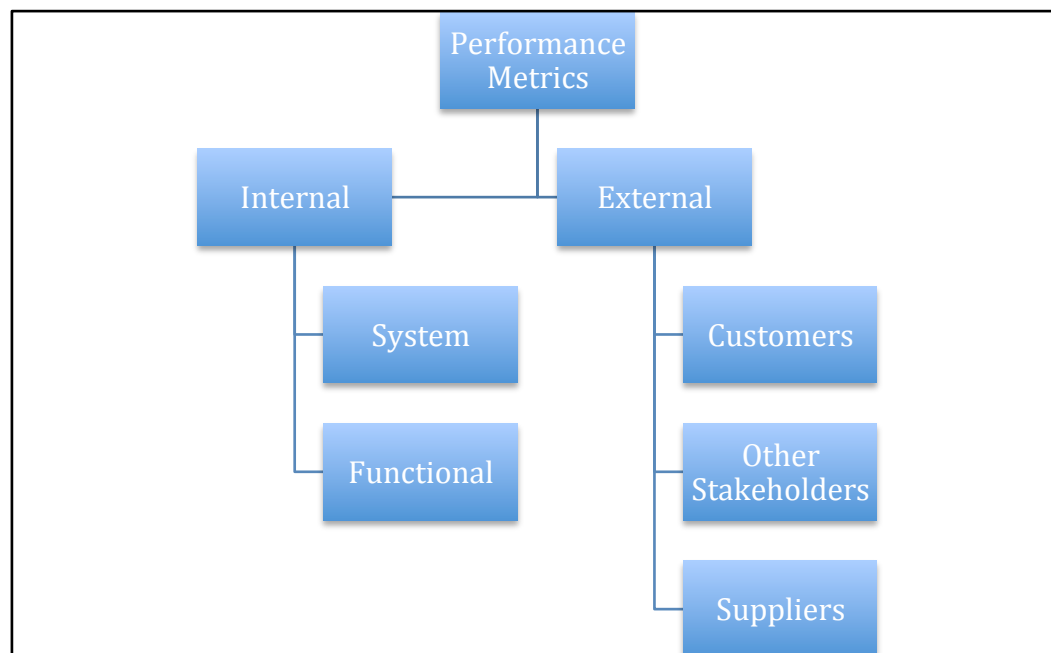 Performance
Metrics
Internal
External
System
Customers
Functional
Other
Stakeholders
Suppliers